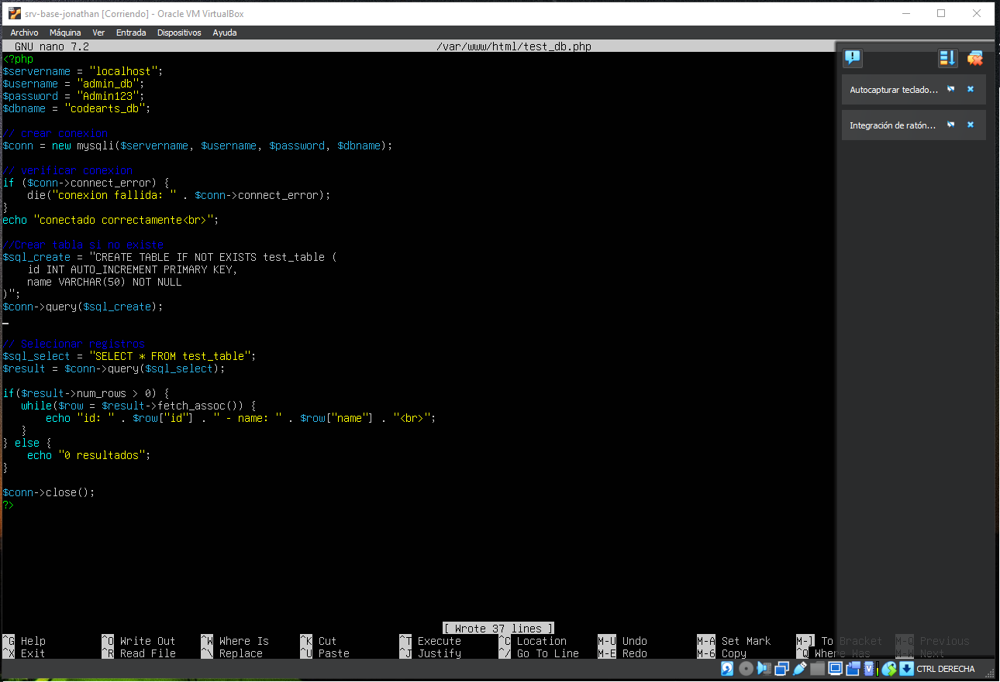 srv-base-jonathan [Corriendo] - Oracle VM VirtualBox
Archivo Máquina Ver Entrada Dispositivos Ayuda
GNU nano 7.2 /var/www/html/test_db.php
<?php
$servername = "localhost";
$username = "admin_db";
$password = "Admin123";
$dbname = "codearts_db";

// crear conexion
$conn = new mysqli($servername, $username, $password, $dbname);

// verificar conexion
if ($conn->connect_error) {
    die("conexion fallida: " . $conn->connect_error);
}
echo "conectado correctamente<br>";

//Crear tabla si no existe
$sql_create = "CREATE TABLE IF NOT EXISTS test_table (
    id INT AUTO_INCREMENT PRIMARY KEY,
    name VARCHAR(50) NOT NULL
)";
$conn->query($sql_create);

// Selecionar registros
$sql_select = "SELECT * FROM test_table";
$result = $conn->query($sql_select);

if($result->num_rows > 0) {
   while($row = $result->fetch_assoc()) {
       echo "id: " . $row["id"] . " - name: " . $row["name"] . "<br>";
   }
} else {
    echo "0 resultados";
}

$conn->close();
?>
Autocapturar teclado...
Integración de ratón...
[ Wrote 37 lines ]
^G Help ^O Write Out ^W Where Is ^K Cut ^T Execute ^C Location M-U Undo M-A Set Mark M-] To Bracket M-Q Previous
^X Exit ^R Read File ^\ Replace ^U Paste ^J Justify ^/ Go To Line M-E Redo M-6 Copy ^Q Where Was M-W Next
CTRL DERECHA